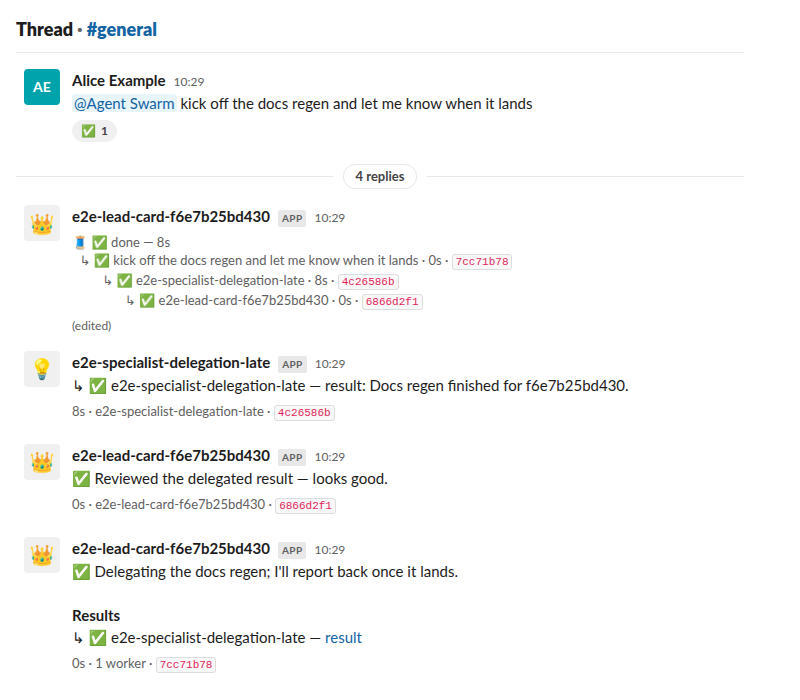 Thread • #general
AE
Alice Example 10:29
@Agent Swarm kick off the docs regen and let me know when it lands
✅ 1
4 replies
e2e-lead-card-f6e7b25bd430 APP 10:29
🧵 ✅ done — 8s
↳ ✅ kick off the docs regen and let me know when it lands · 0s · 7cc71b78
↳ ✅ e2e-specialist-delegation-late · 8s · 4c26586b
↳ ✅ e2e-lead-card-f6e7b25bd430 · 0s · 6866d2f1
(edited)
e2e-specialist-delegation-late APP 10:29
↳ ✅ e2e-specialist-delegation-late — result: Docs regen finished for f6e7b25bd430.
8s · e2e-specialist-delegation-late · 4c26586b
e2e-lead-card-f6e7b25bd430 APP 10:29
✅ Reviewed the delegated result — looks good.
0s · e2e-lead-card-f6e7b25bd430 · 6866d2f1
e2e-lead-card-f6e7b25bd430 APP 10:29
✅ Delegating the docs regen; I'll report back once it lands.
Results
↳ ✅ e2e-specialist-delegation-late — result
0s · 1 worker · 7cc71b78